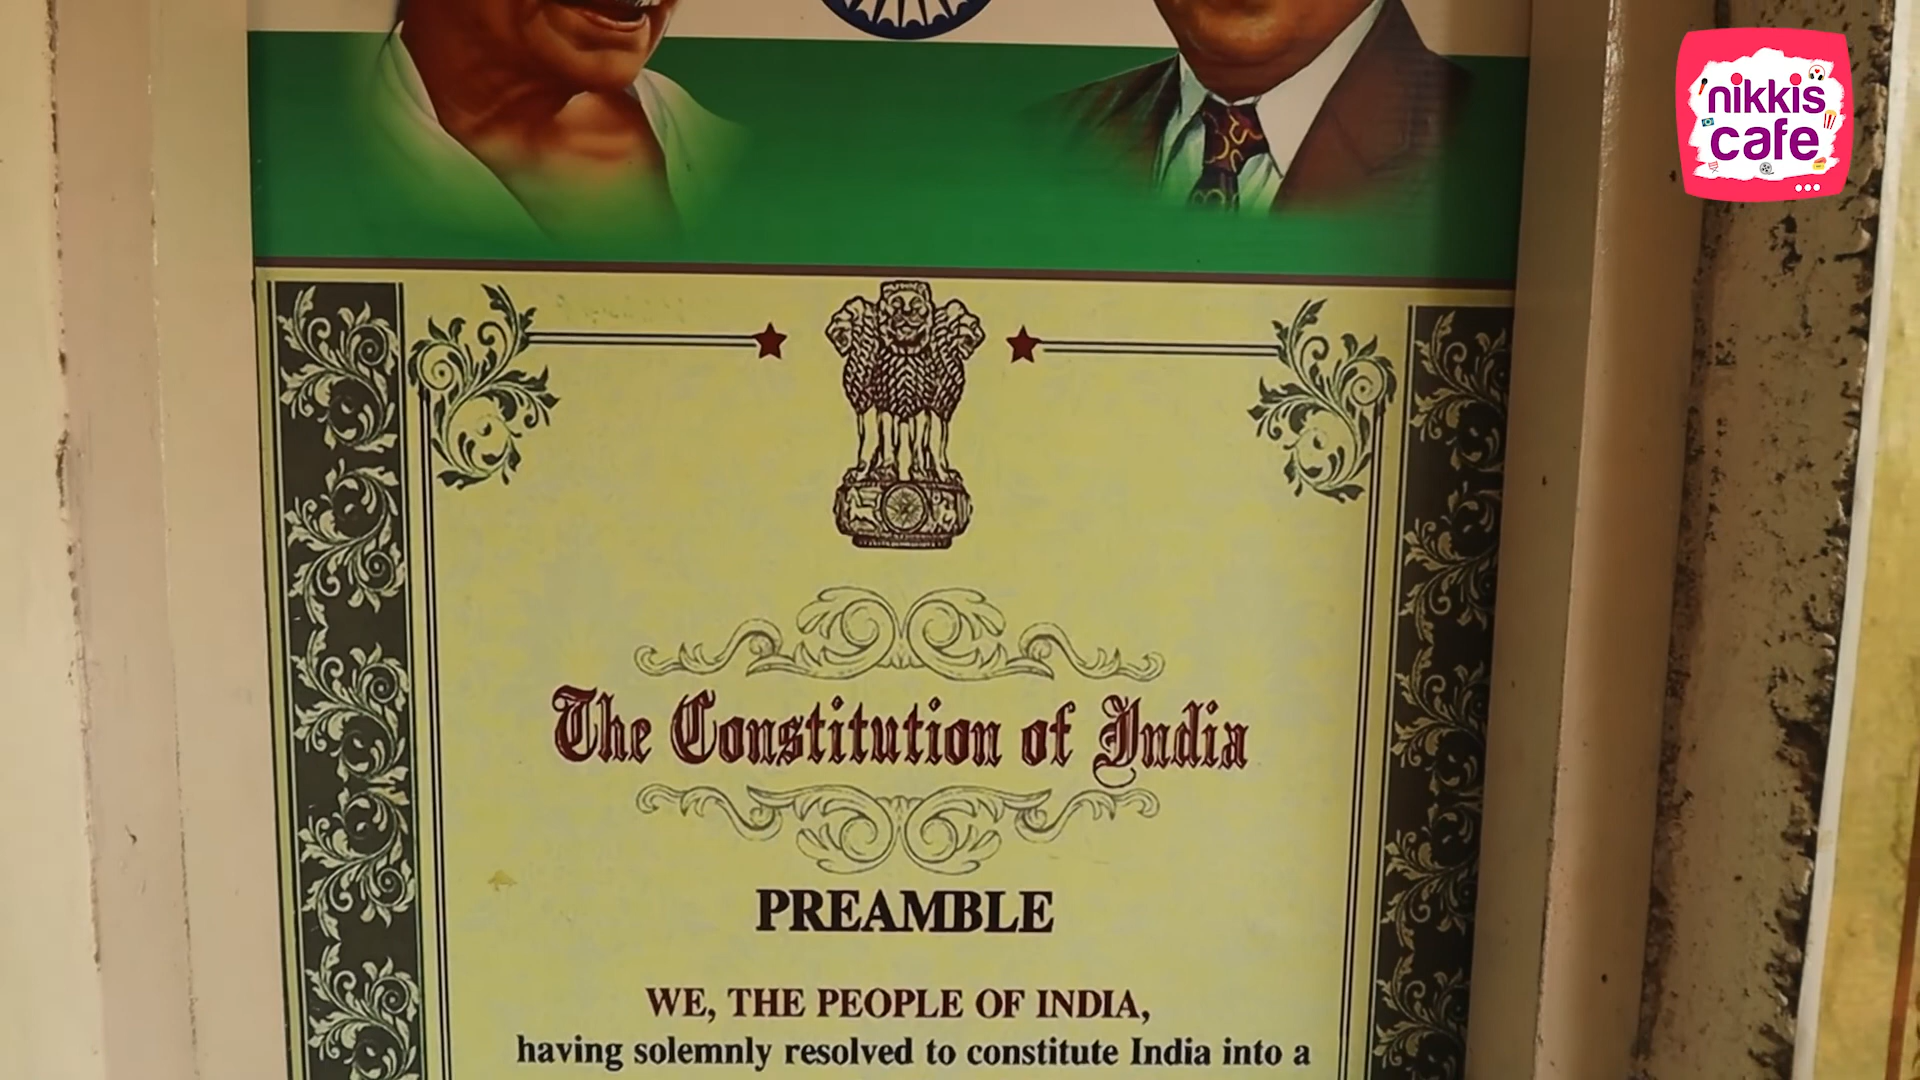 nikkis
cafe
The Constitution of India
PREAMBLE
WE, THE PEOPLE OF INDIA,
having solemnly resolved to constitute India into a